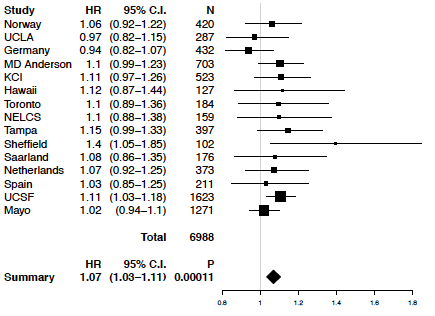 Study HR 95% C.I. N
Norway 1.06 (0.92−1.22) 420
UCLA 0.97 (0.82−1.15) 287
Germany 0.94 (0.82−1.07) 432
MD Anderson 1.1 (0.99−1.23) 703
KCI 1.11 (0.97−1.26) 523
Hawaii 1.12 (0.87−1.44) 127
Toronto 1.1 (0.89−1.36) 184
NELCS 1.1 (0.88−1.38) 159
Tampa 1.15 (0.99−1.33) 397
Sheffield 1.4 (1.05−1.85) 102
Saarland 1.08 (0.86−1.35) 176
Netherlands 1.07 (0.92−1.25) 373
Spain 1.03 (0.85−1.25) 211
UCSF 1.11 (1.03−1.18) 1623
Mayo 1.02 (0.94−1.1) 1271
Total 6988
HR 95% C.I. P
Summary 1.07 (1.03−1.11) 0.00011
0.8 1 1.2 1.4 1.6 1.8